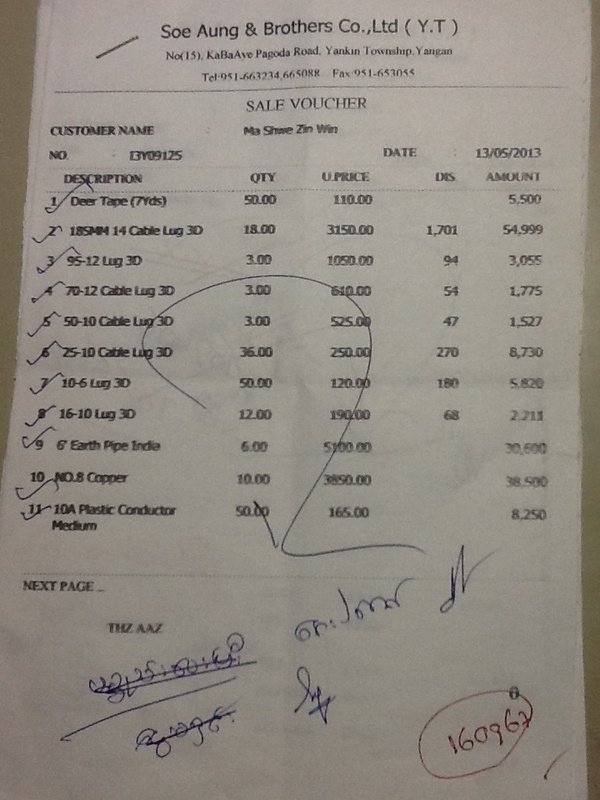 Soe Aung & Brothers Co.,Ltd ( Y.T )
No(15), KaBaAye Pagoda Road, Yankin Township,Yangan
Tel:951-663234,665088 Fax:951-653055
SALE VOUCHER
CUSTOMER NAME : Ma Shwe Zin Win
NO. : 13Y09125 DATE : 13/05/2013
DESCRIPTION QTY U.PRICE DIS. AMOUNT
1 Deer Tape (7Yds) 50.00 110.00 5,500
2 185MM 14 Cable Lug 3D 18.00 3150.00 1,701 54,999
3 95-12 Lug 3D 3.00 1050.00 94 3,055
4 70-12 Cable Lug 3D 3.00 610.00 54 1,775
5 50-10 Cable Lug 3D 3.00 525.00 47 1,527
6 25-10 Cable Lug 3D 36.00 250.00 270 8,730
7 10-6 Lug 3D 50.00 120.00 180 5,820
8 16-10 Lug 3D 12.00 190.00 68 2,211
9 6' Earth Pipe India 6.00 5100.00 30,600
10 NO.8 Copper 10.00 3850.00 38,500
11 10A Plastic Conductor Medium 50.00 165.00 8,250
NEXT PAGE ..
THZ AAZ
0
160967